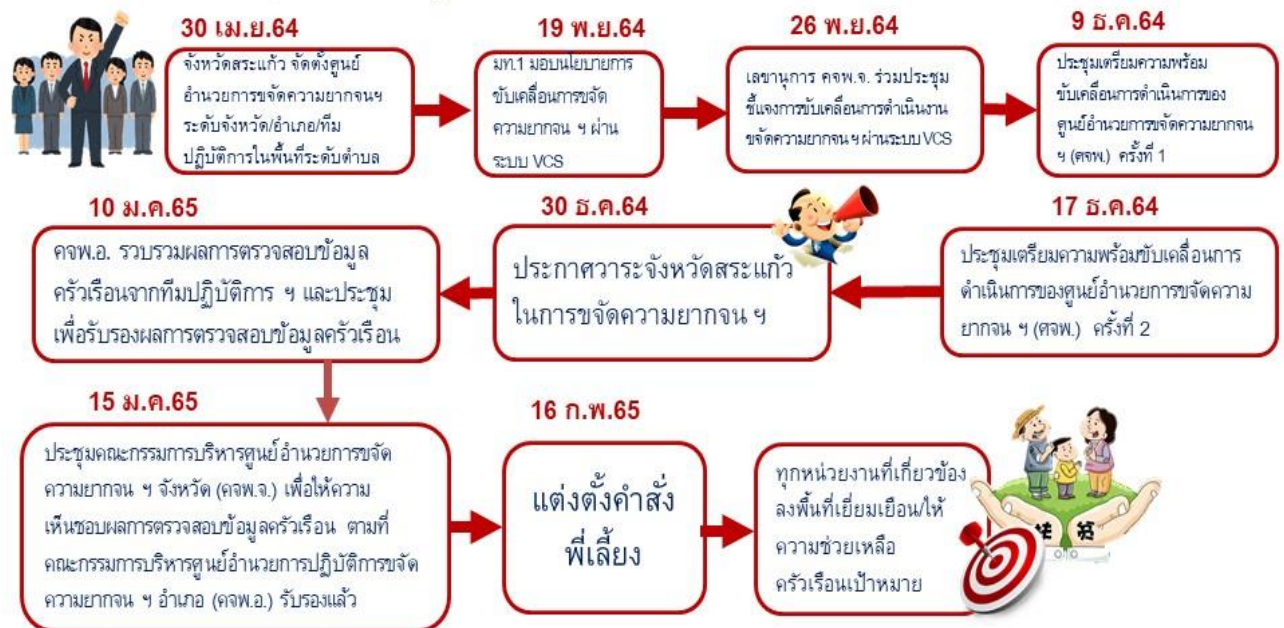 30 เม.ย.64
จังหวัดสระแก้ว จัดตั้งศูนย์
อำนวยการขจัดความยากจนฯ
ระดับจังหวัด/อำเภอ/ทีม
ปฏิบัติการในพื้นที่ระดับตำบล
19 พ.ย.64
มท.1 มอบนโยบายการ
ขับเคลื่อนการขจัด
ความยากจน ฯ ผ่าน
ระบบ VCS
26 พ.ย.64
เลขานุการ คจพ.จ. ร่วมประชุม
ชี้แจงการขับเคลื่อนการดำเนินงาน
ขจัดความยากจน ฯ ผ่านระบบ VCS
9 ธ.ค.64
ประชุมเตรียมความพร้อม
ขับเคลื่อนการดำเนินการของ
ศูนย์อำนวยการขจัดความยากจน
ฯ (ศจพ.) ครั้งที่ 1
17 ธ.ค.64
ประชุมเตรียมความพร้อมขับเคลื่อนการ
ดำเนินการของศูนย์อำนวยการขจัดความ
ยากจน ฯ (ศจพ.) ครั้งที่ 2
30 ธ.ค.64
ประกาศวาระจังหวัดสระแก้ว
ในการขจัดความยากจน ฯ
10 ม.ค.65
คจพ.อ. รวบรวมผลการตรวจสอบข้อมูล
ครัวเรือนจากทีมปฏิบัติการ ฯ และประชุม
เพื่อรับรองผลการตรวจสอบข้อมูลครัวเรือน
15 ม.ค.65
ประชุมคณะกรรมการบริหารศูนย์อำนวยการขจัด
ความยากจน ฯ จังหวัด (คจพ.จ.) เพื่อให้ความ
เห็นชอบผลการตรวจสอบข้อมูลครัวเรือน ตามที่
คณะกรรมการบริหารศูนย์อำนวยการปฏิบัติการขจัด
ความยากจน ฯ อำเภอ (คจพ.อ.) รับรองแล้ว
16 ก.พ.65
แต่งตั้งคำสั่ง
พี่เลี้ยง
ทุกหน่วยงานที่เกี่ยวข้อง
ลงพื้นที่เยี่ยมเยือน/ให้
ความช่วยเหลือ
ครัวเรือนเป้าหมาย